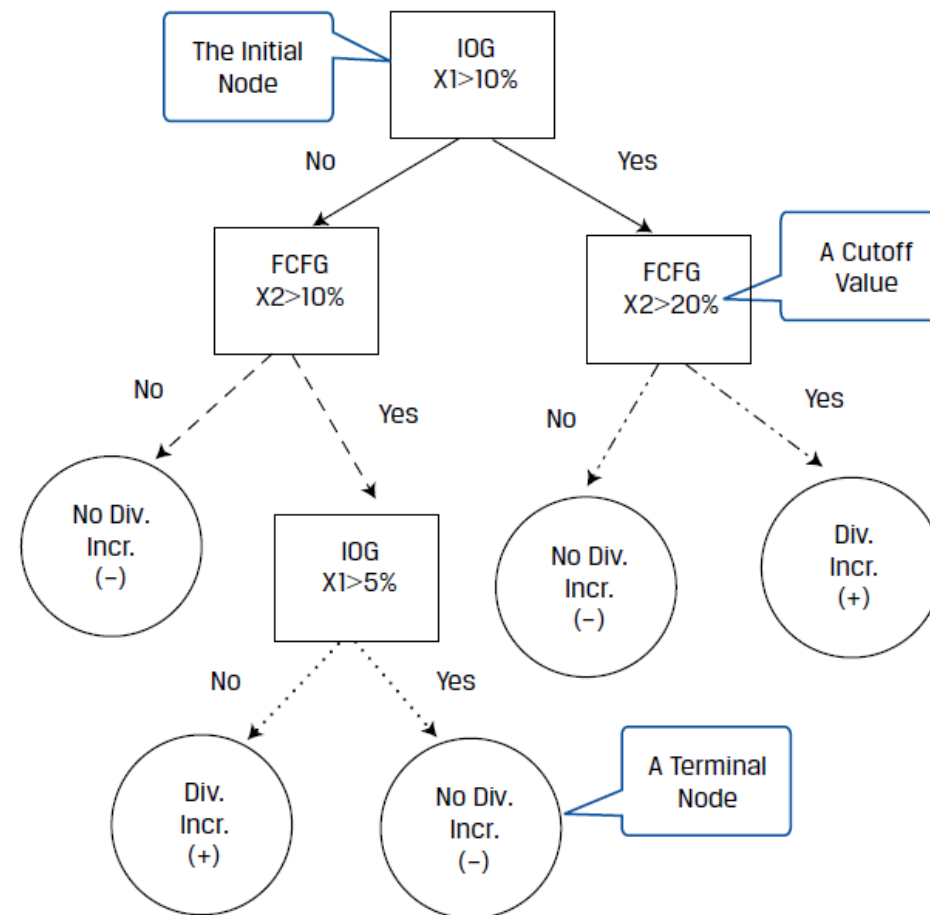 The Initial
Node
IOG
X1>10%
No
Yes
FCFG
X2>10%
FCFG
X2>20%
A Cutoff
Value
No
Yes
No
Yes
No Div.
Incr.
(–)
IOG
X1>5%
No Div.
Incr.
(–)
Div.
Incr.
(+)
No
Yes
Div.
Incr.
(+)
No Div.
Incr.
(–)
A Terminal
Node